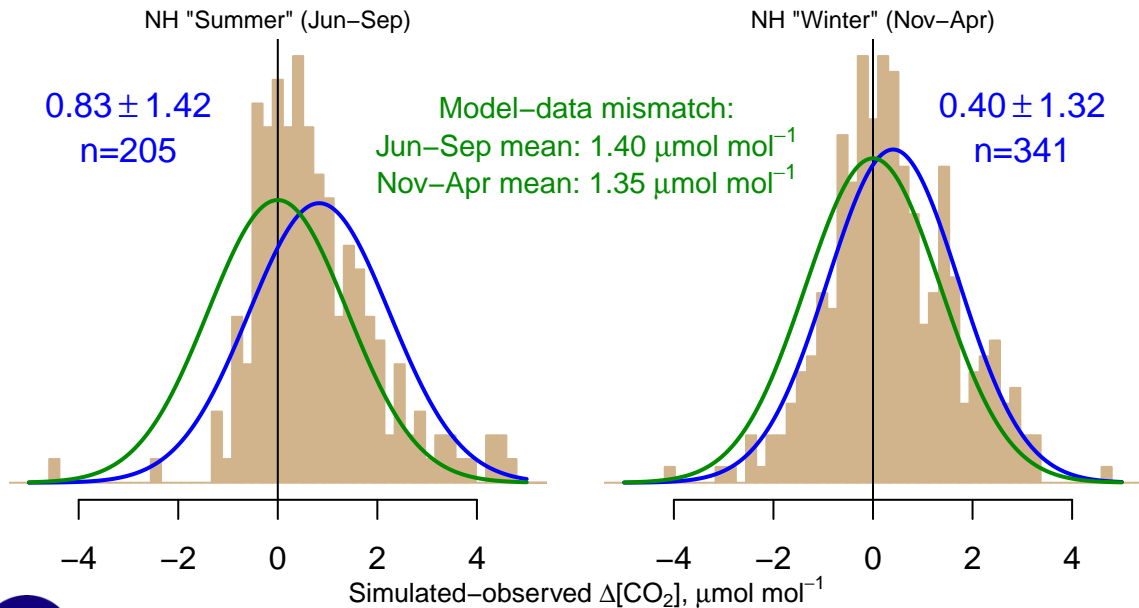 NH "Summer" (Jun−Sep)
NH "Winter" (Nov−Apr)
0.83 ± 1.42
n=205
Model−data mismatch:
Jun−Sep mean: 1.40 μmol mol⁻¹
Nov−Apr mean: 1.35 μmol mol⁻¹
0.40 ± 1.32
n=341
−4 −2 0 2 4
−4 −2 0 2 4
Simulated−observed Δ[CO₂], μmol mol⁻¹